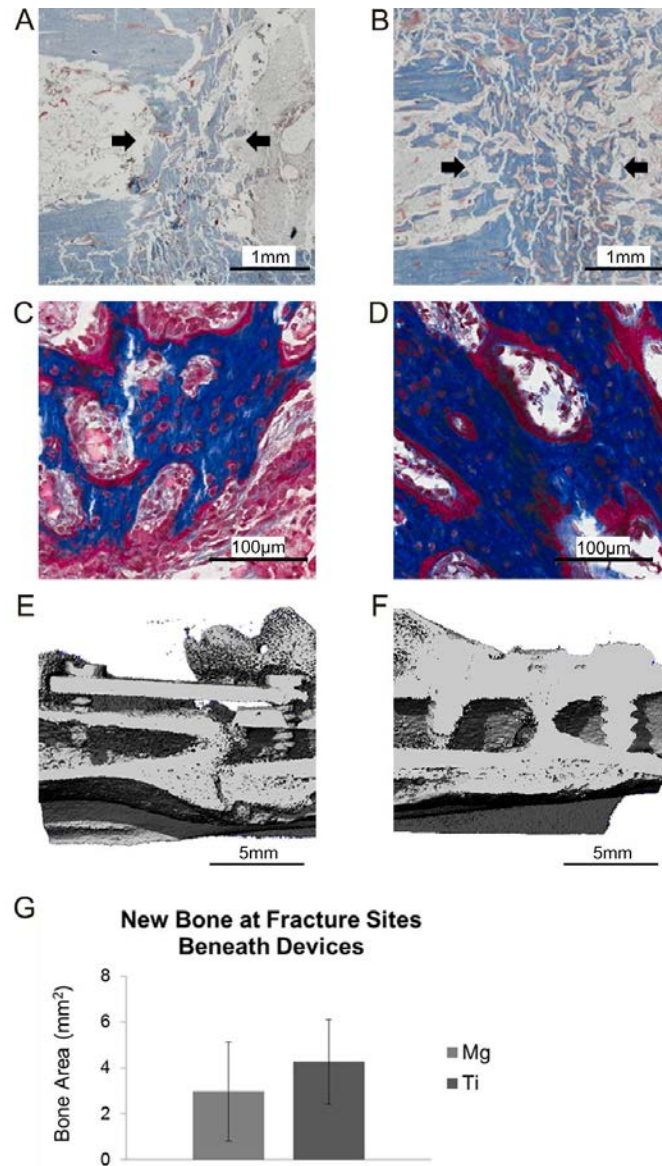 A
B
1mm
1mm
C
D
100µm
100µm
E
F
5mm
5mm
G
New Bone at Fracture Sites
Beneath Devices
Bone Area (mm²)
8
6
4
2
0
Mg
Ti